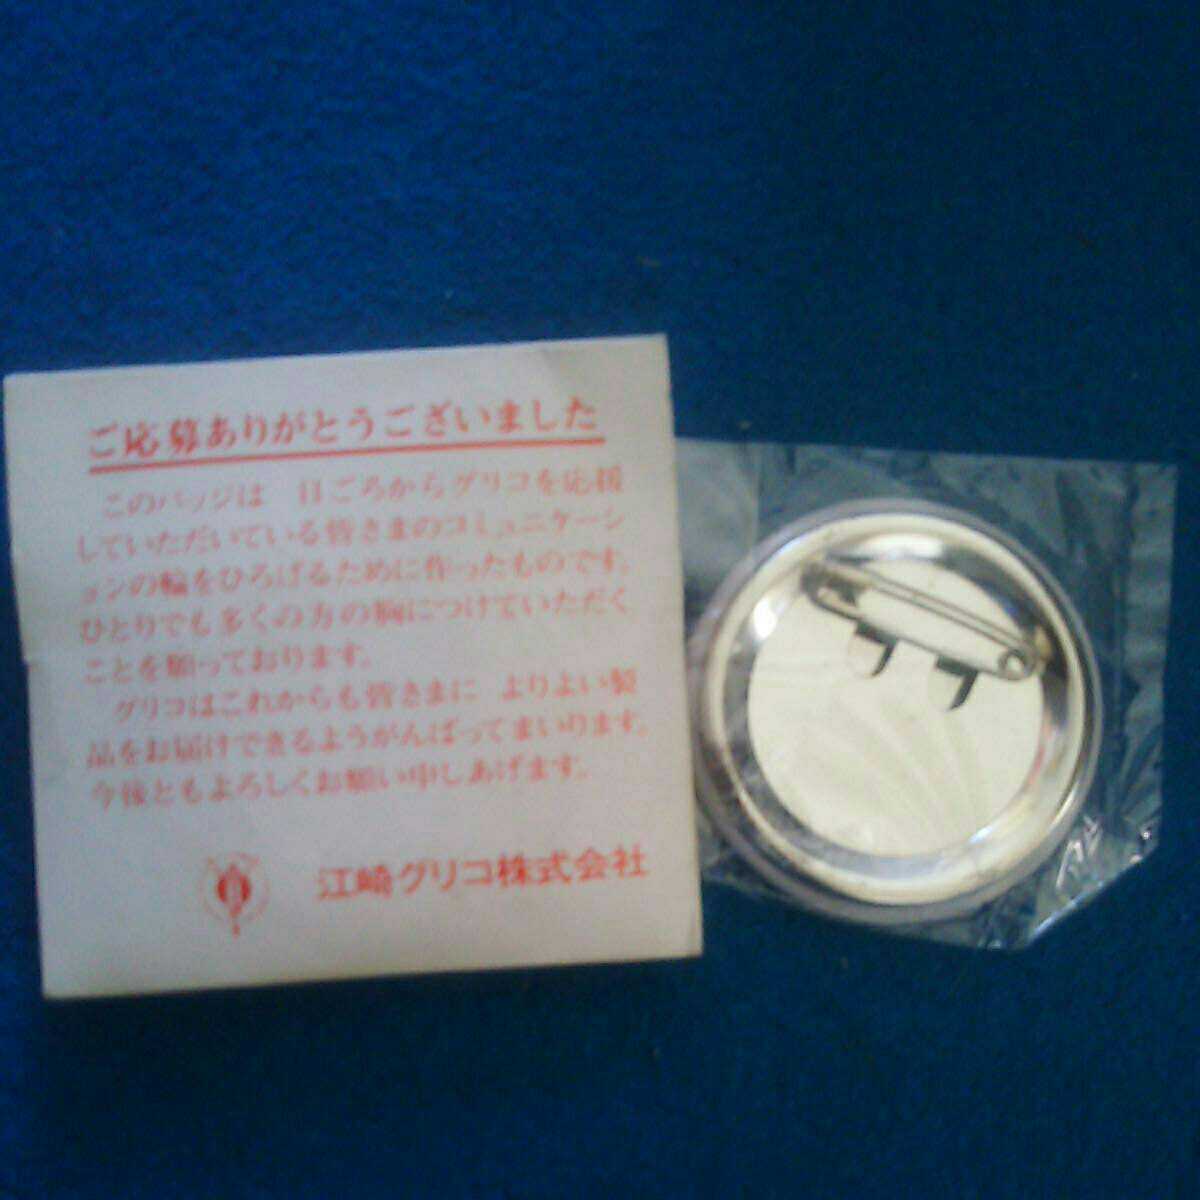 ご応募ありがとうございました
このバッジは 日ごろからグリコを応援
していただいている皆さまのコミュニケーシ
ョンの輪をひろげるために作ったものです。
ひとりでも多くの方の胸につけていただく
ことを願っております。
グリコはこれからも皆さまに よりよい製
品をお届けできるようがんばってまいります。
今後ともよろしくお願い申しあげます。
江崎グリコ株式会社